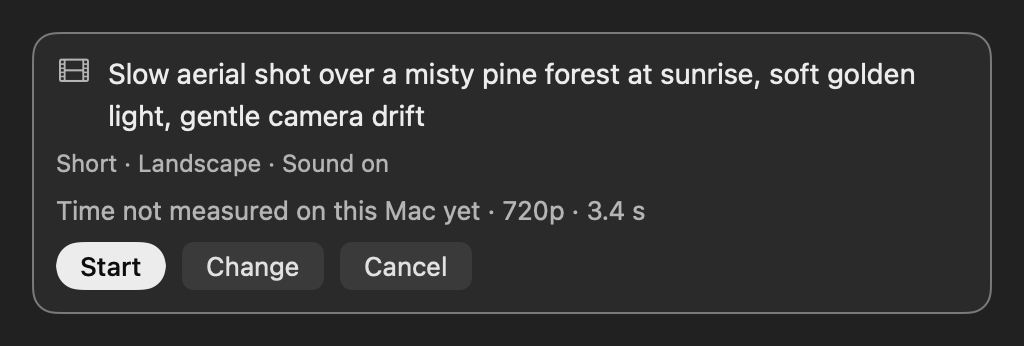 Slow aerial shot over a misty pine forest at sunrise, soft golden
light, gentle camera drift
Short · Landscape · Sound on
Time not measured on this Mac yet · 720p · 3.4 s
Start Change Cancel